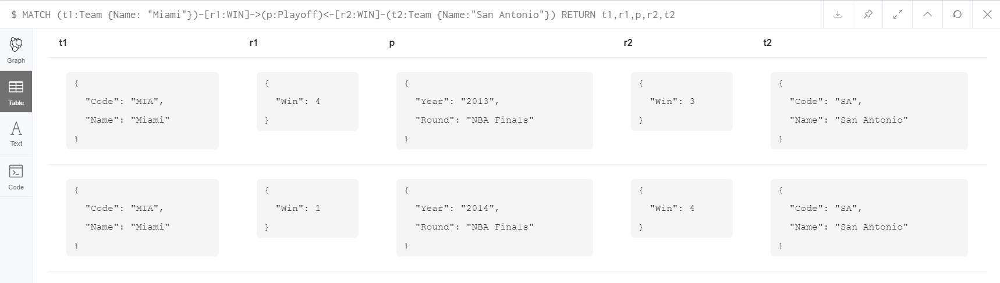 $ MATCH (t1:Team {Name: "Miami"})-[r1:WIN]->(p:Playoff)<-[r2:WIN]-(t2:Team {Name:"San Antonio"}) RETURN t1,r1,p,r2,t2
Graph
Table
Text
Code
t1 r1 p r2 t2
{ { { { {
"Code": "MIA", "Win": 4 "Year": "2013", "Win": 3 "Code": "SA",
"Name": "Miami" } "Round": "NBA Finals" } "Name": "San Antonio"
} } }
{ { { { {
"Code": "MIA", "Win": 1 "Year": "2014", "Win": 4 "Code": "SA",
"Name": "Miami" } "Round": "NBA Finals" } "Name": "San Antonio"
} } }